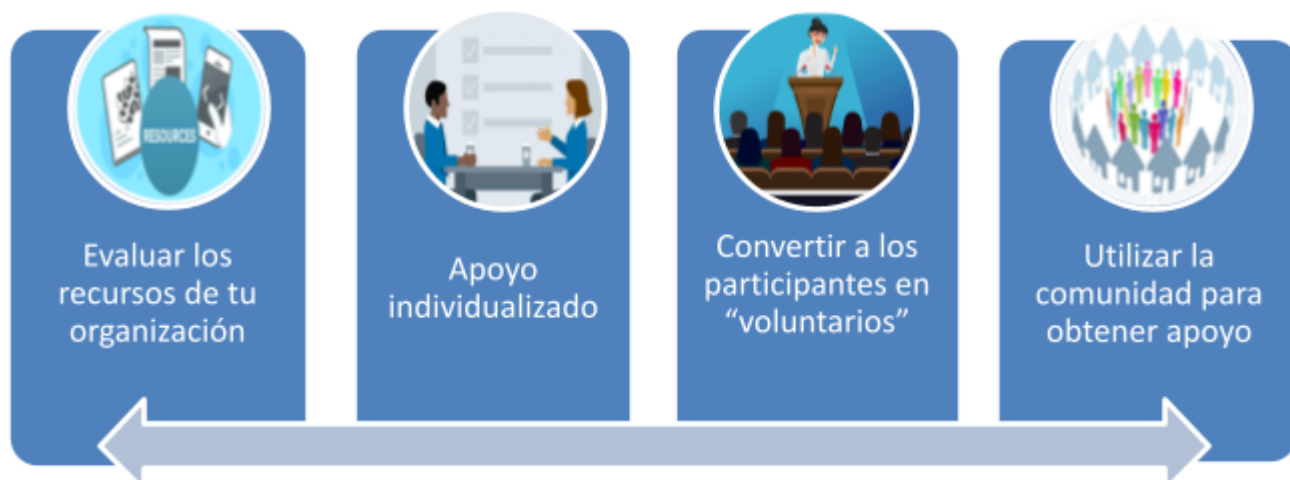 RESOURCES
Evaluar los
recursos de tu
organización
Apoyo
individualizado
Convertir a los
participantes en
“voluntarios”
Utilizar la
comunidad para
obtener apoyo